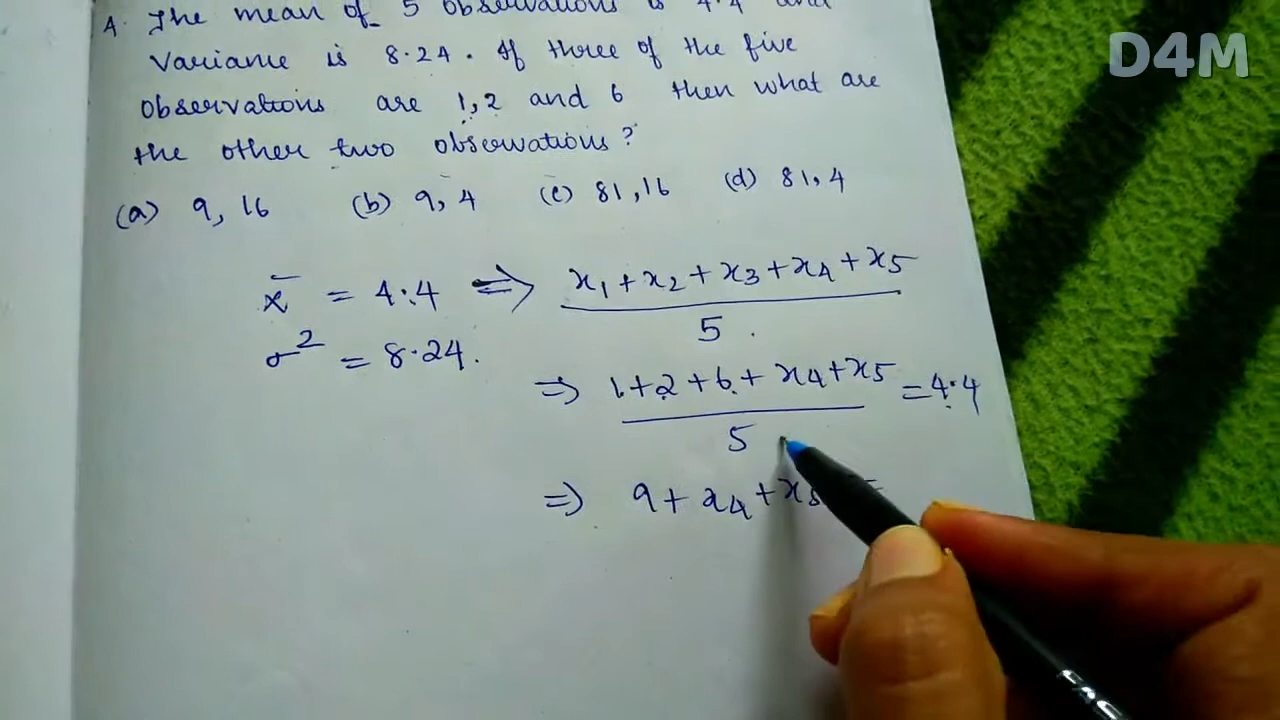 D4M
4. The mean of 5 observations is 4.4 and
variance is 8.24. If three of the five
observations are 1,2 and 6 then what are
the other two observations?
(a) 9, 16 (b) 9, 4 (c) 81, 16 (d) 81, 4
x̄ = 4.4 ⇒ x₁ + x₂ + x₃ + x₄ + x₅
5
σ² = 8.24.
⇒ 1+2+6+ x₄+x₅ = 4.4
5
⇒ 9 + x₄ + x₅ =